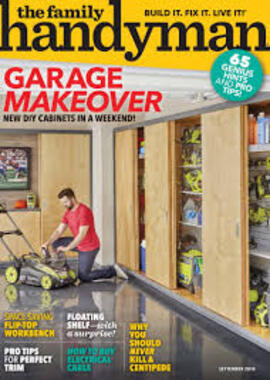 the family
BUILD IT. FIX IT. LIVE IT!
handyman
GARAGE
MAKEOVER
NEW DIY CABINETS IN A WEEKEND!
65
GENIUS
HINTS
AND PRO
TIPS!
SPACE-SAVING
FLIP-TOP
WORKBENCH
PRO TIPS
FOR PERFECT
TRIM
FLOATING
SHELF—with
a surprise!
HOW TO BUY
ELECTRICAL
CABLE
WHY
YOU
SHOULD
NEVER
KILL A
CENTIPEDE
SEPTEMBER 2018